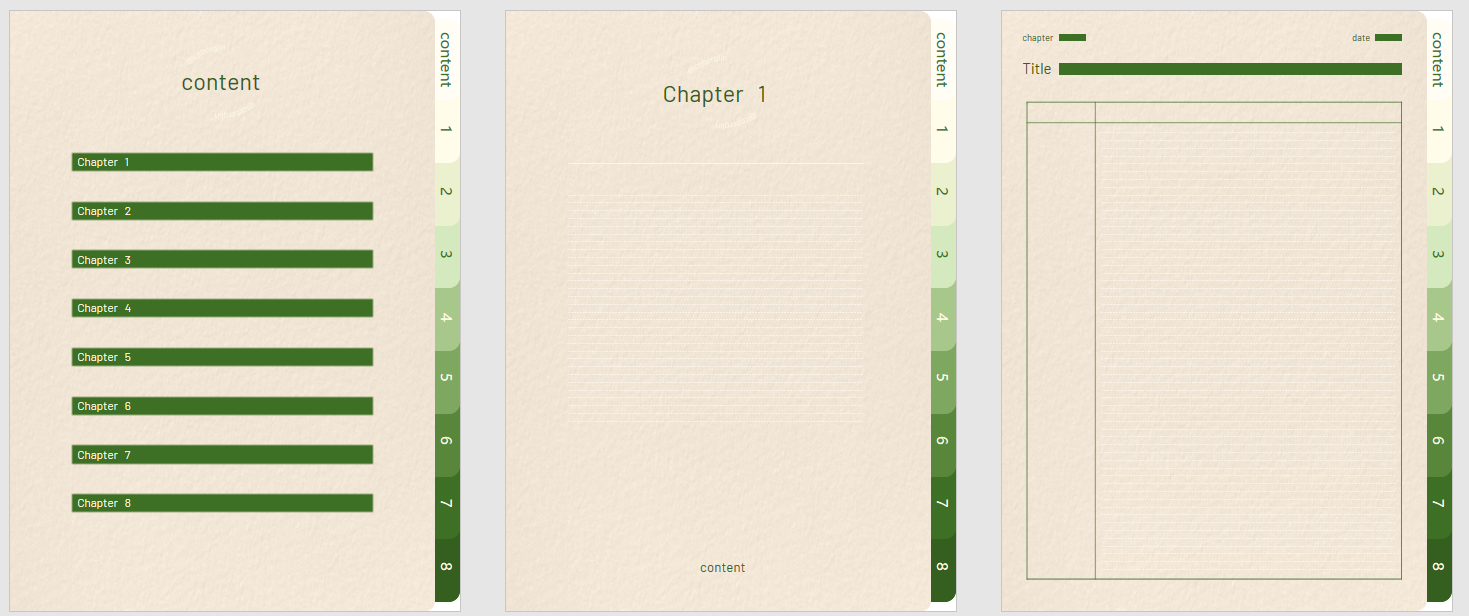 content
Chapter 1
Chapter 2
Chapter 3
Chapter 4
Chapter 5
Chapter 6
Chapter 7
Chapter 8
content
1
2
3
4
5
6
7
8
Chapter 1
content
content
1
2
3
4
5
6
7
8
chapter
date
Title
content
1
2
3
4
5
6
7
8